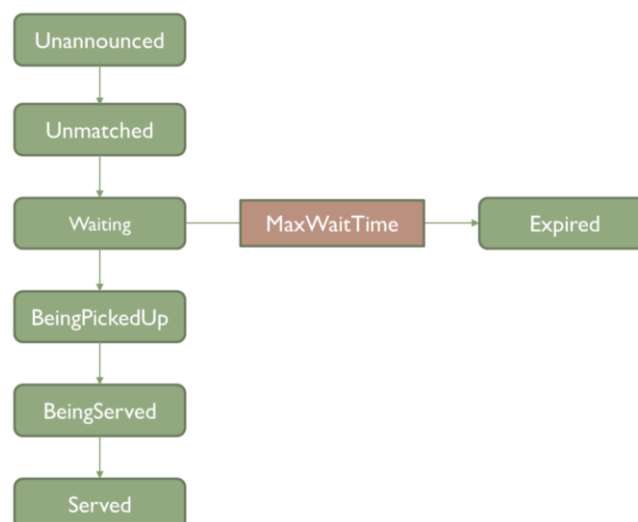 Unannounced
Unmatched
Waiting
MaxWaitTime
Expired
BeingPickedUp
BeingServed
Served